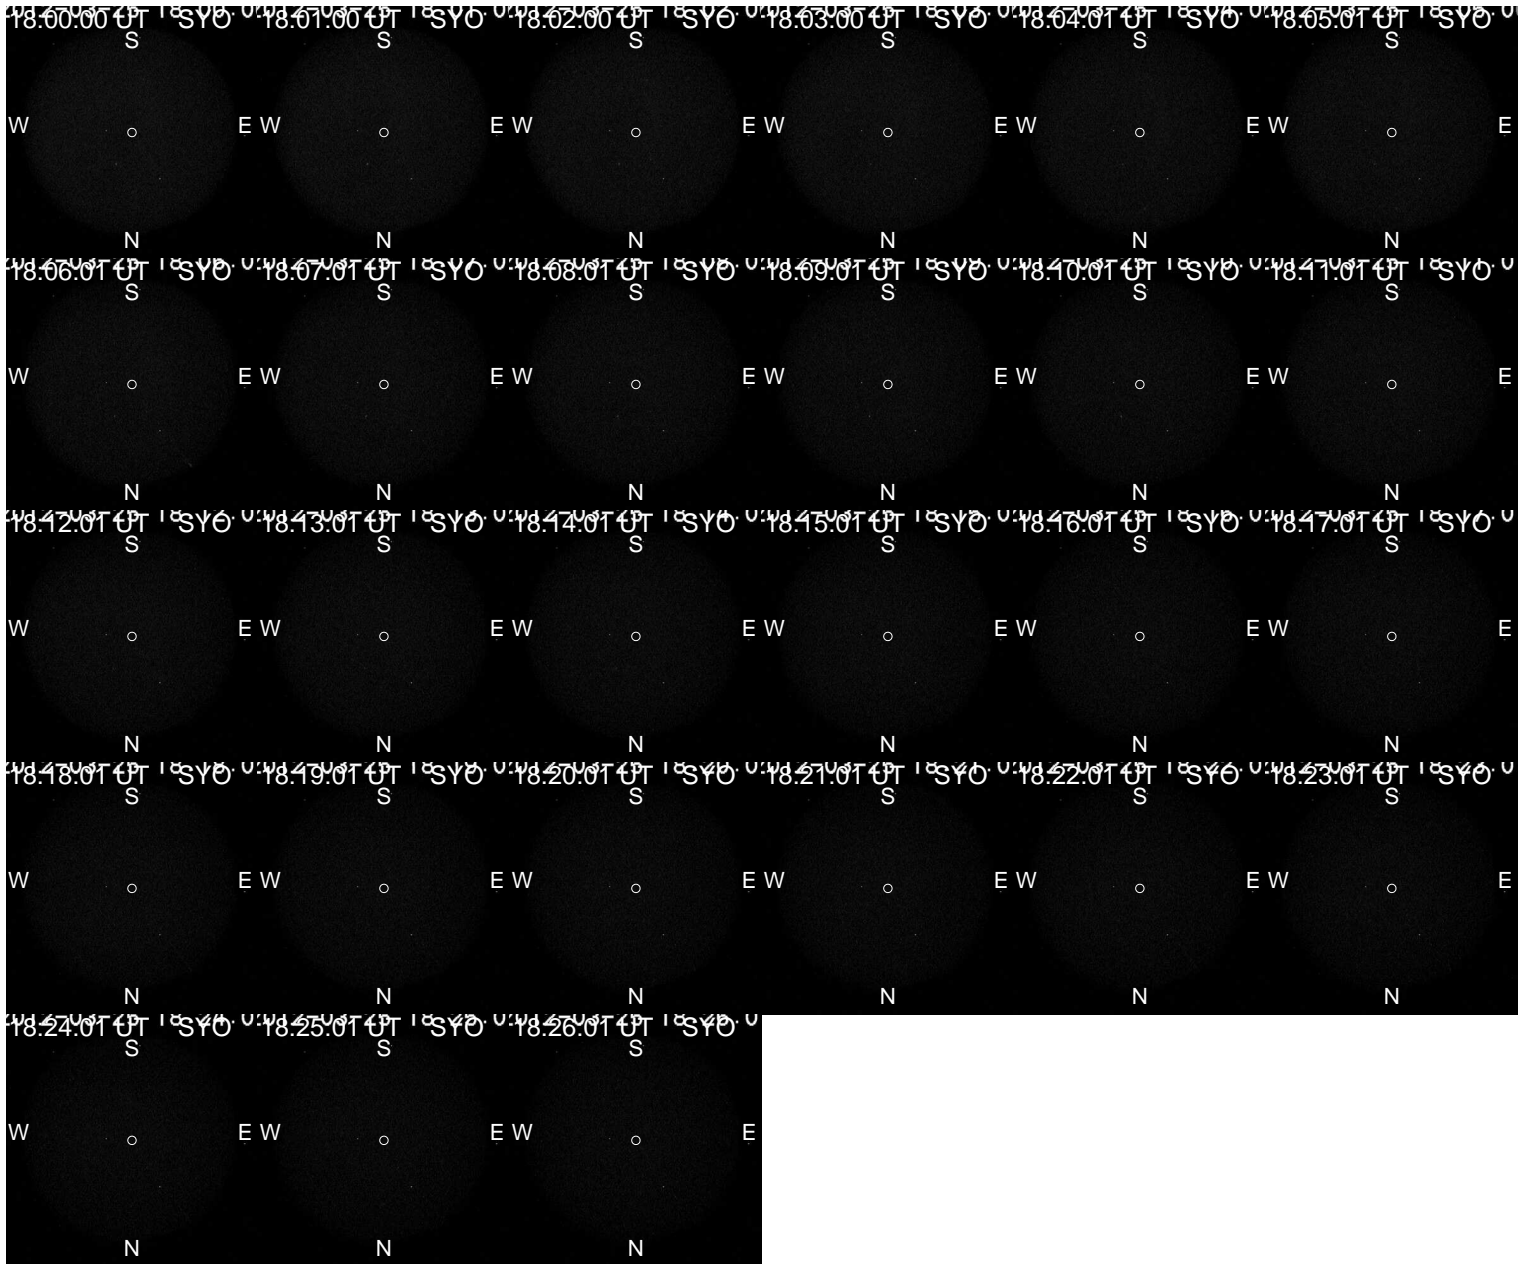 18:00:00 UT SYO 18:01:00 UT SYO 18:02:00 UT SYO 18:03:00 UT SYO 18:04:01 UT SYO 18:05:01 UT SYO
S S S S S S
W E W E W E W E W E W E
N N N N N N
18:06:01 UT SYO 18:07:01 UT SYO 18:08:01 UT SYO 18:09:01 UT SYO 18:10:01 UT SYO 18:11:01 UT SYO
S S S S S S
W E W E W E W E W E W E
N N N N N N
18:12:01 UT SYO 18:13:01 UT SYO 18:14:01 UT SYO 18:15:01 UT SYO 18:16:01 UT SYO 18:17:01 UT SYO
S S S S S S
W E W E W E W E W E W E
N N N N N N
18:18:01 UT SYO 18:19:01 UT SYO 18:20:01 UT SYO 18:21:01 UT SYO 18:22:01 UT SYO 18:23:01 UT SYO
S S S S S S
W E W E W E W E W E W E
N N N N N N
18:24:01 UT SYO 18:25:01 UT SYO 18:26:01 UT SYO
S S S
W E W E W E
N N N